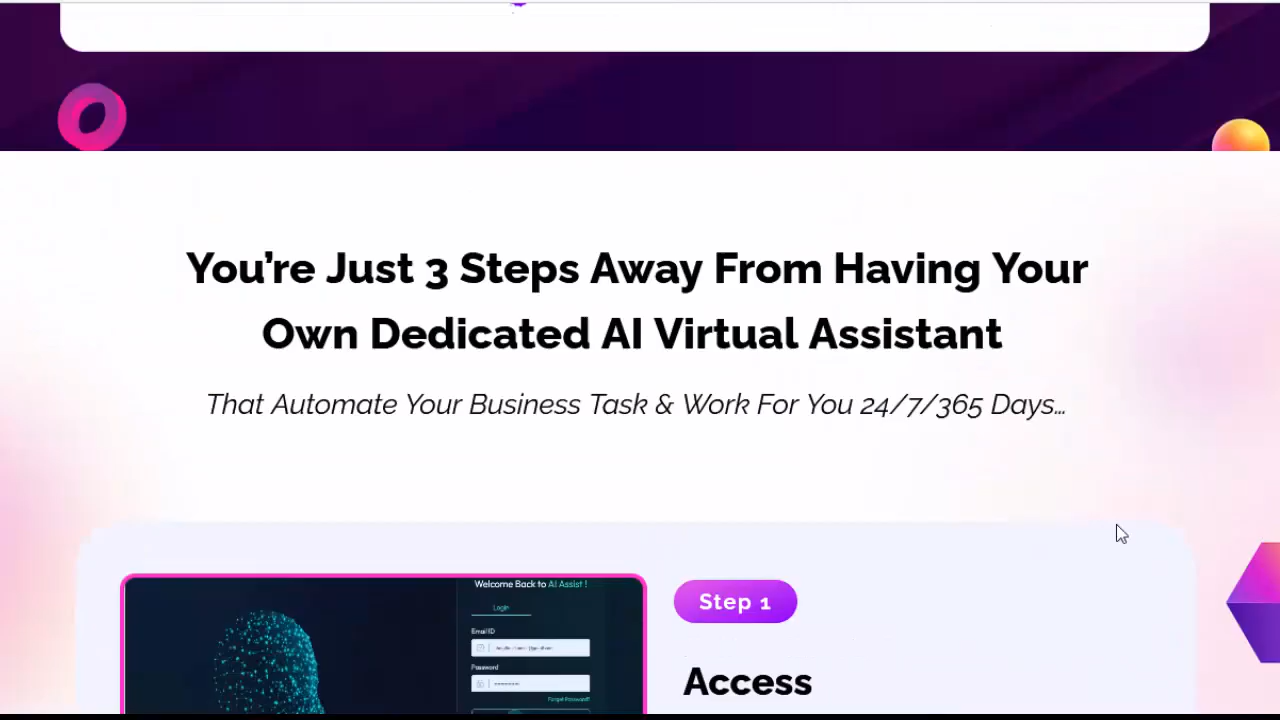 You're Just 3 Steps Away From Having Your
Own Dedicated AI Virtual Assistant
That Automate Your Business Task & Work For You 24/7/365 Days...
Welcome Back to AI Assist !
Login
Email ID
Step 1
Password
Access
Forgot Password?